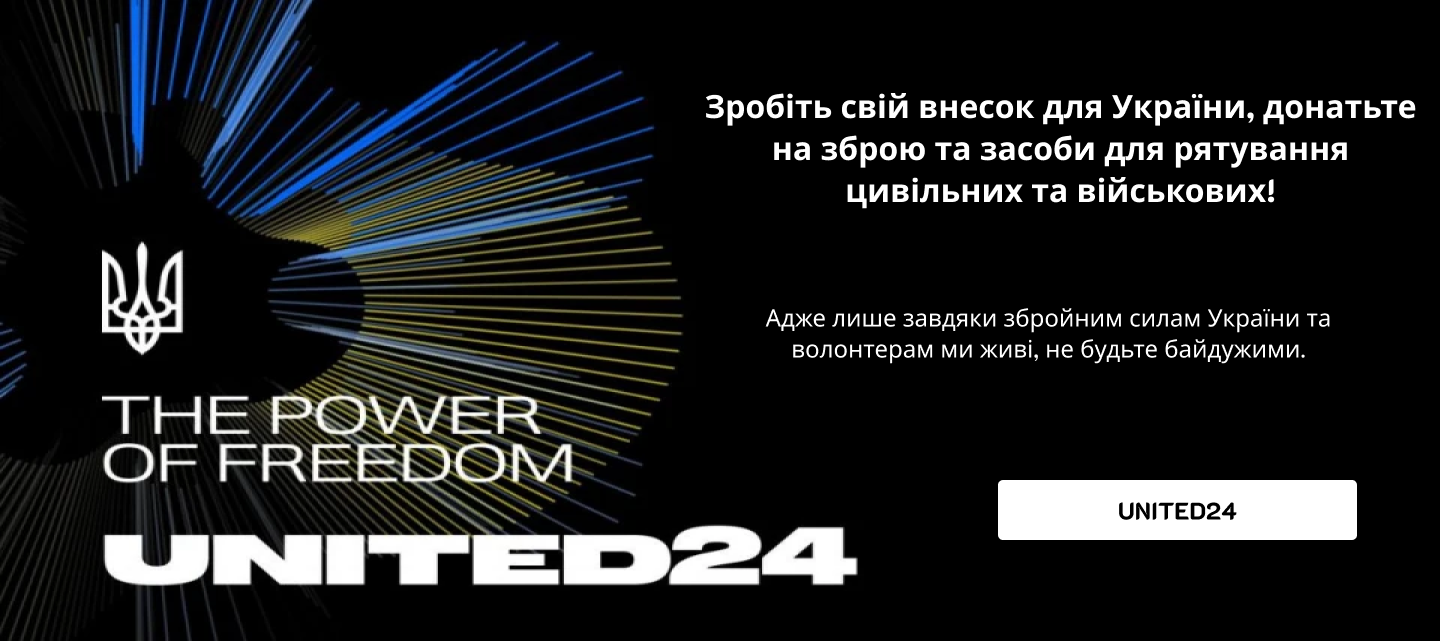 Зробіть свій внесок для України, донатьте
на зброю та засоби для рятування
цивільних та військових!
Адже лише завдяки збройним силам України та
волонтерам ми живі, не будьте байдужими.
THE POWER
OF FREEDOM
UNITED24
UNITED24